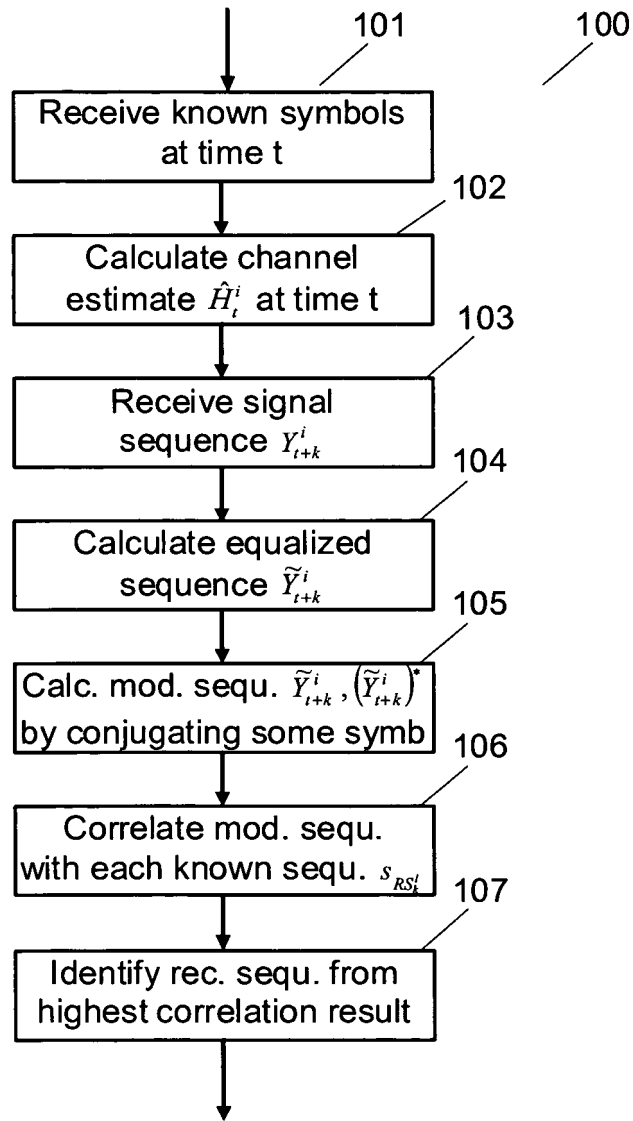 101
100
Receive known symbols
at time t
102
Calculate channel
estimate Ĥ_t^i at time t
103
Receive signal
sequence Y_{t+k}^i
104
Calculate equalized
sequence Ỹ_{t+k}^i
105
Calc. mod. sequ. Ỹ_{t+k}^i , (Ỹ_{t+k}^i)^*
by conjugating some symb
106
Correlate mod. sequ.
with each known sequ. s_{RS_k^l}
107
Identify rec. sequ. from
highest correlation result